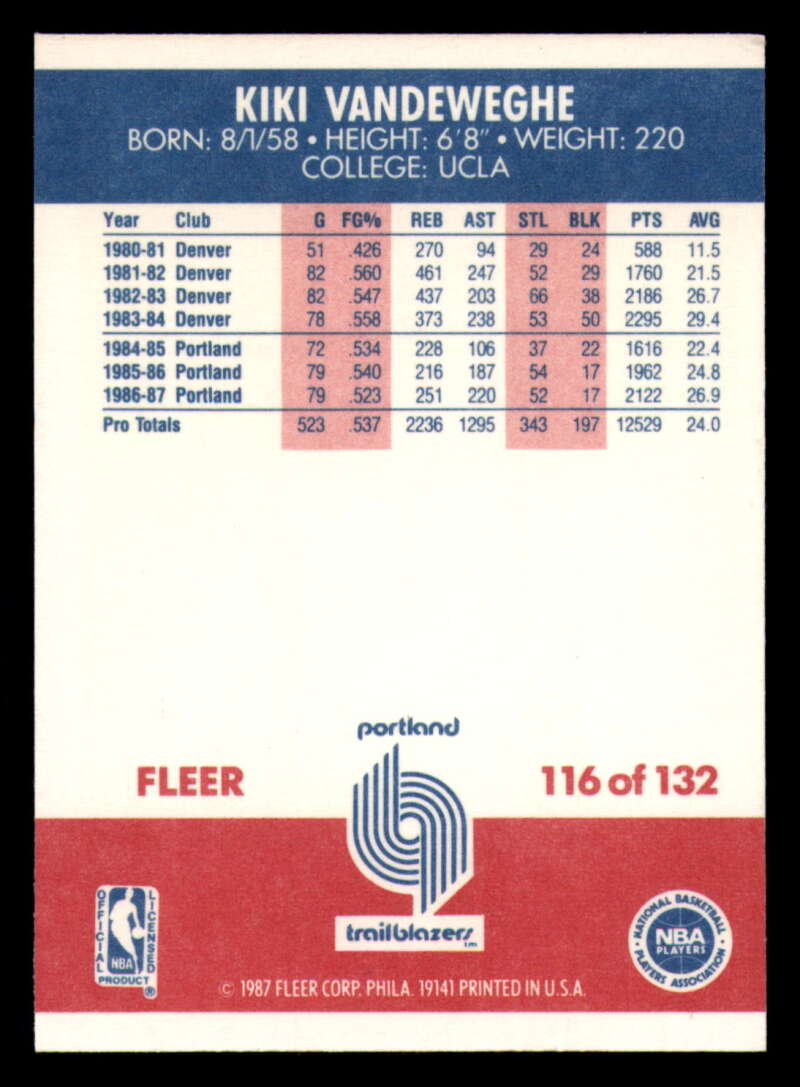 KIKI VANDEWEGHE
BORN: 8/1/58 • HEIGHT: 6'8" • WEIGHT: 220
COLLEGE: UCLA
Year Club G FG% REB AST STL BLK PTS AVG
1980-81 Denver 51 .426 270 94 29 24 588 11.5
1981-82 Denver 82 .560 461 247 52 29 1760 21.5
1982-83 Denver 82 .547 437 203 66 38 2186 26.7
1983-84 Denver 78 .558 373 238 53 50 2295 29.4
1984-85 Portland 72 .534 228 106 37 22 1616 22.4
1985-86 Portland 79 .540 216 187 54 17 1962 24.8
1986-87 Portland 79 .523 251 220 52 17 2122 26.9
Pro Totals 523 .537 2236 1295 343 197 12529 24.0
portland
FLEER
116 of 132
trailblazers™
OFFICIAL
LICENSED
NBA
PRODUCT
®
NATIONAL BASKETBALL
NBA
PLAYERS
PLAYERS ASSOCIATION
© 1987 FLEER CORP. PHILA. 19141 PRINTED IN U.S.A.